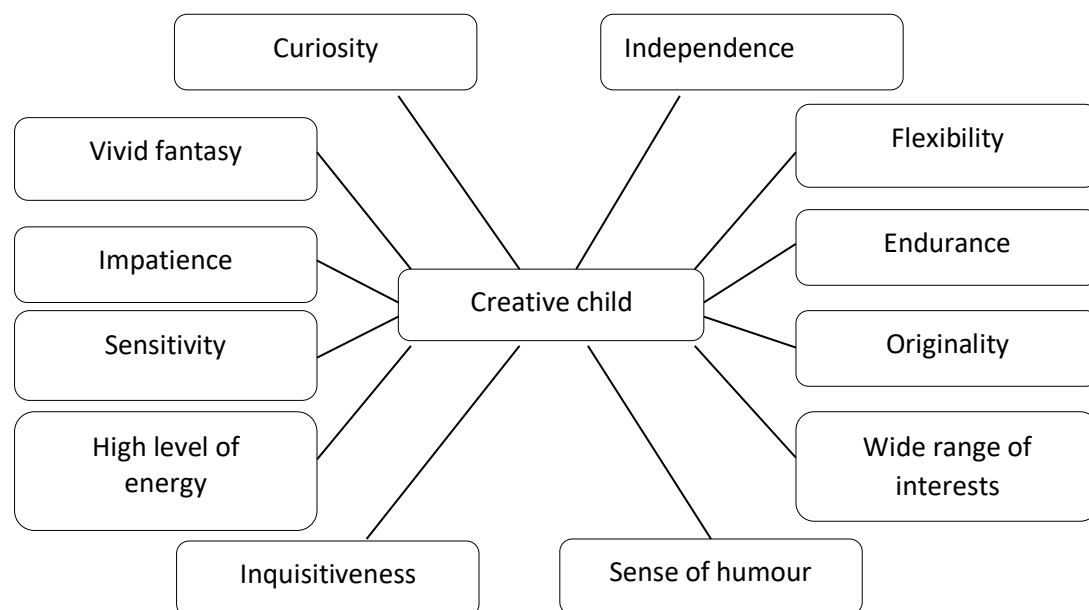 Curiosity
Independence
Vivid fantasy
Flexibility
Impatience
Endurance
Creative child
Sensitivity
Originality
High level of
energy
Wide range of
interests
Inquisitiveness
Sense of humour